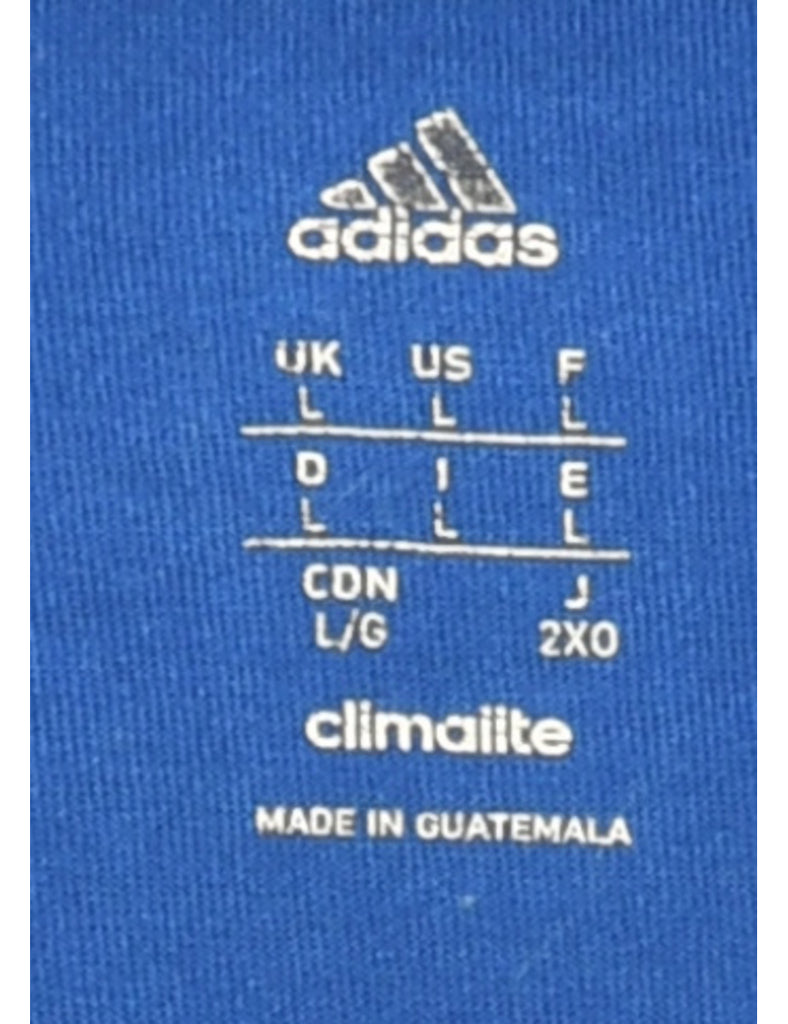 adidas
UK US F
L L L
D I E
L L L
CDN J
L/G 2XO
climalite
MADE IN GUATEMALA